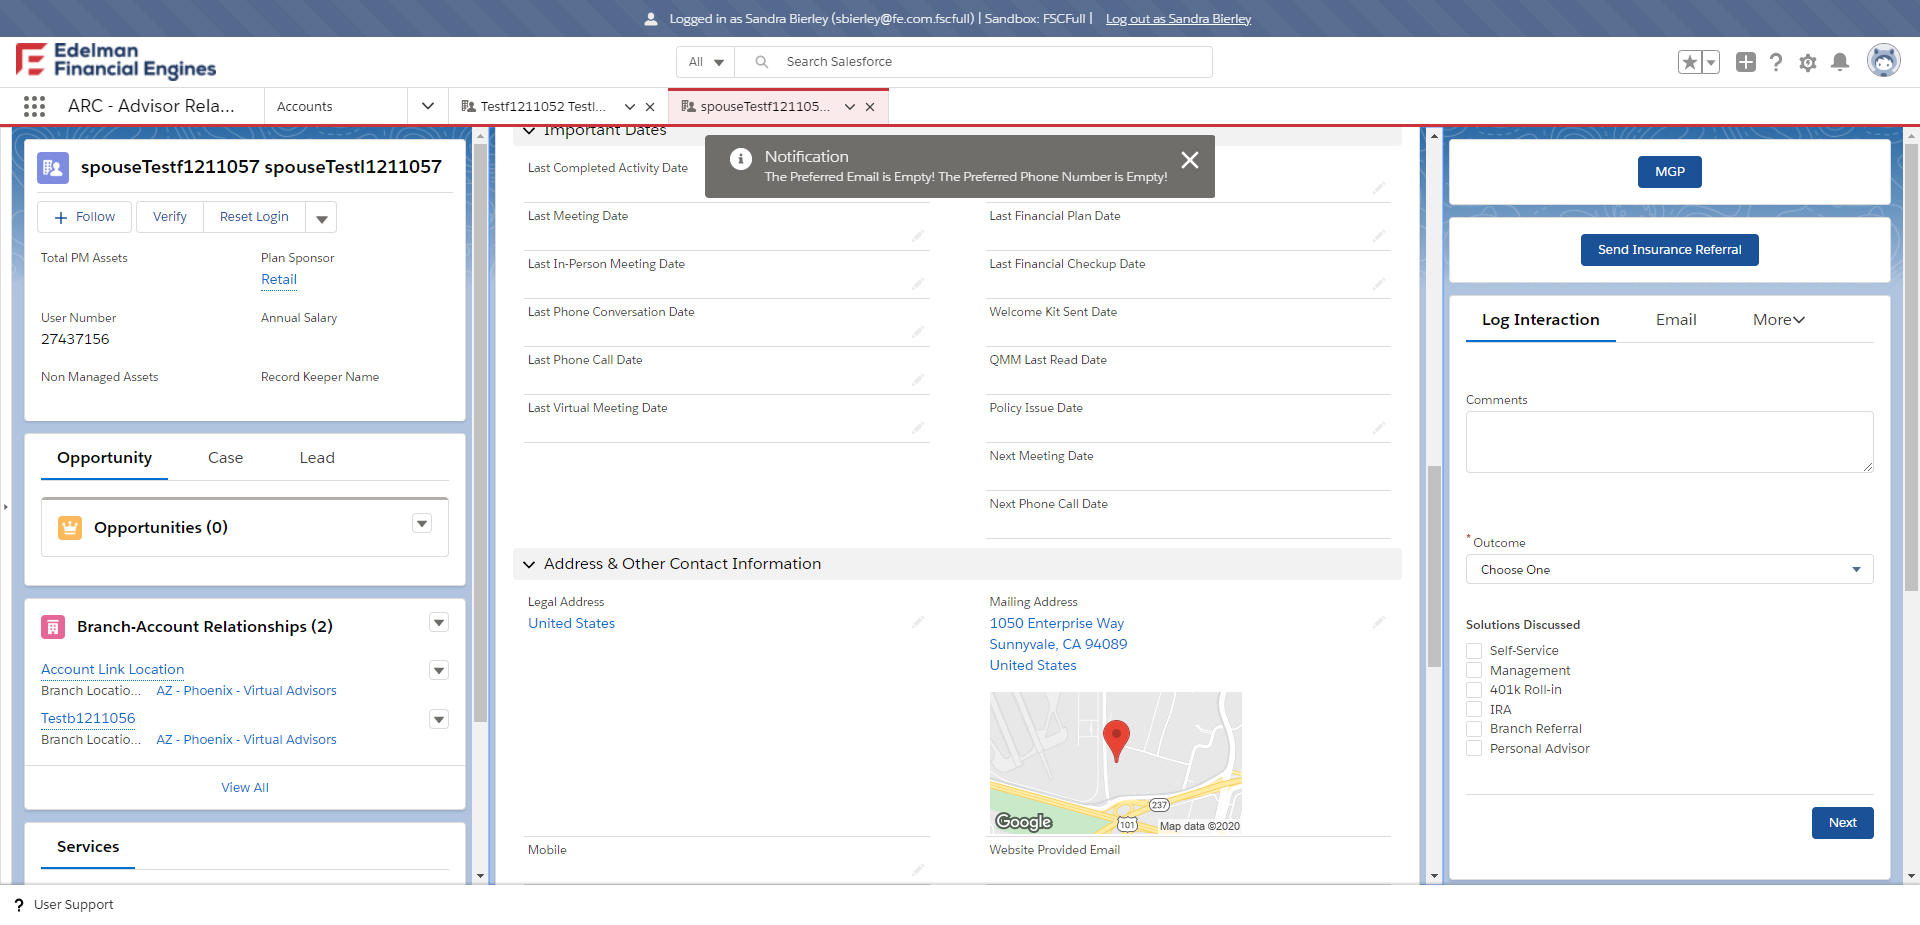 Logged in as Sandra Bierley (sbierley@fe.com.fscfull) | Sandbox: FSCFull | Log out as Sandra Bierley
Edelman
Financial Engines
All
Search Salesforce
ARC - Advisor Rela...
Accounts
Testf1211052 Testl...
spouseTestf121105...
spouseTestf1211057 spouseTestl1211057
Follow
Verify
Reset Login
Total PM Assets
Plan Sponsor
Retail
User Number
27437156
Annual Salary
Non Managed Assets
Record Keeper Name
Opportunity
Case
Lead
Opportunities (0)
Branch-Account Relationships (2)
Account Link Location
Branch Locatio... AZ - Phoenix - Virtual Advisors
Testb1211056
Branch Locatio... AZ - Phoenix - Virtual Advisors
View All
Services
Important Dates
Notification
The Preferred Email is Empty! The Preferred Phone Number is Empty!
Last Completed Activity Date
Last Meeting Date
Last Financial Plan Date
Last In-Person Meeting Date
Last Financial Checkup Date
Last Phone Conversation Date
Welcome Kit Sent Date
Last Phone Call Date
QMM Last Read Date
Last Virtual Meeting Date
Policy Issue Date
Next Meeting Date
Next Phone Call Date
Address & Other Contact Information
Legal Address
United States
Mailing Address
1050 Enterprise Way
Sunnyvale, CA 94089
United States
237
101
Google
Map data ©2020
Mobile
Website Provided Email
MGP
Send Insurance Referral
Log Interaction
Email
More
Comments
* Outcome
Choose One
Solutions Discussed
Self-Service
Management
401k Roll-in
IRA
Branch Referral
Personal Advisor
Next
? User Support